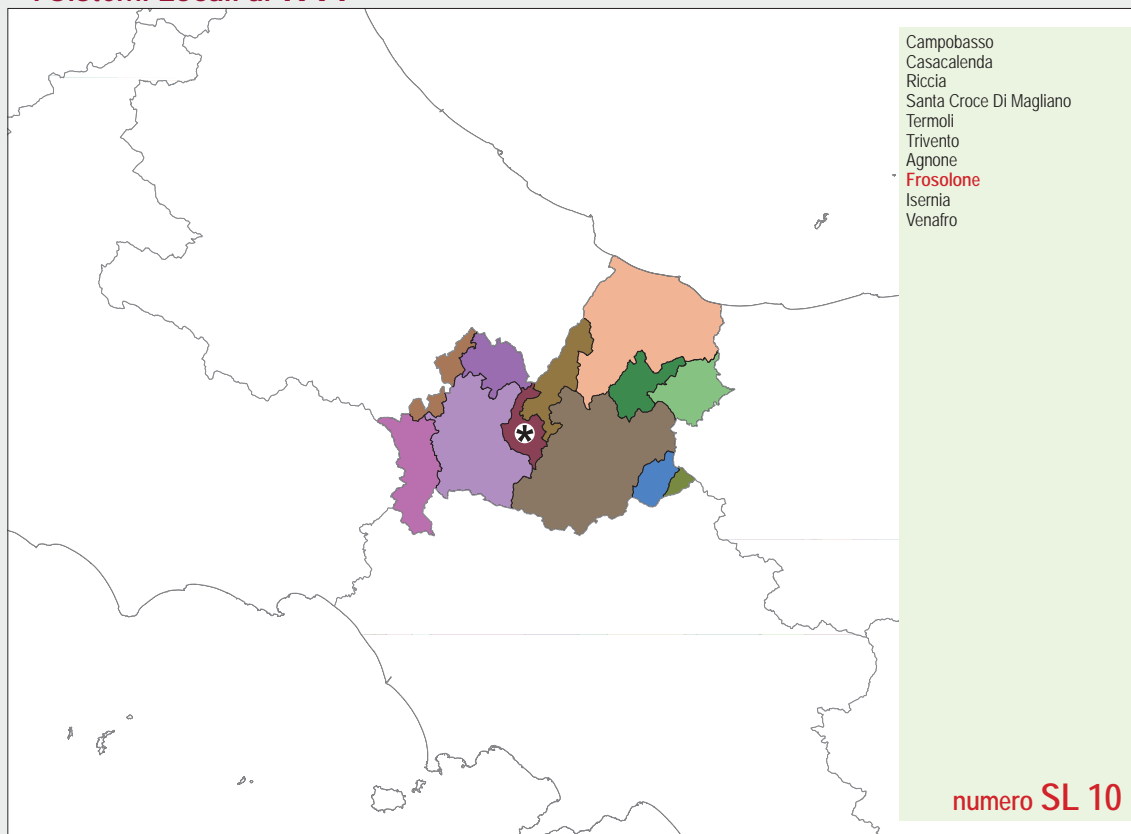 Campobasso
Casacalenda
Riccia
Santa Croce Di Magliano
Termoli
Trivento
Agnone
Frosolone
Isernia
Venafro
*
numero SL 10